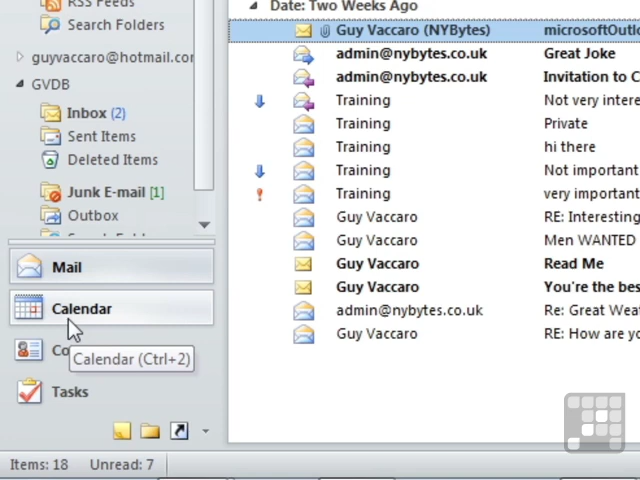 RSS Feeds
Search Folders
guyvaccaro@hotmail.cor
GVDB
Inbox (2)
Sent Items
Deleted Items
Junk E-mail [1]
Outbox
Mail
Calendar
Co
Calendar (Ctrl+2)
Tasks
Items: 18 Unread: 7
Date: Two Weeks Ago
Guy Vaccaro (NYBytes) microsoftOutlo
admin@nybytes.co.uk Great Joke
admin@nybytes.co.uk Invitation to C
Training Not very intere
Training Private
Training hi there
Training Not important
Training very important
Guy Vaccaro RE: Interesting
Guy Vaccaro Men WANTED
Guy Vaccaro Read Me
Guy Vaccaro You're the bes
admin@nybytes.co.uk Re: Great Weat
Guy Vaccaro RE: How are yo